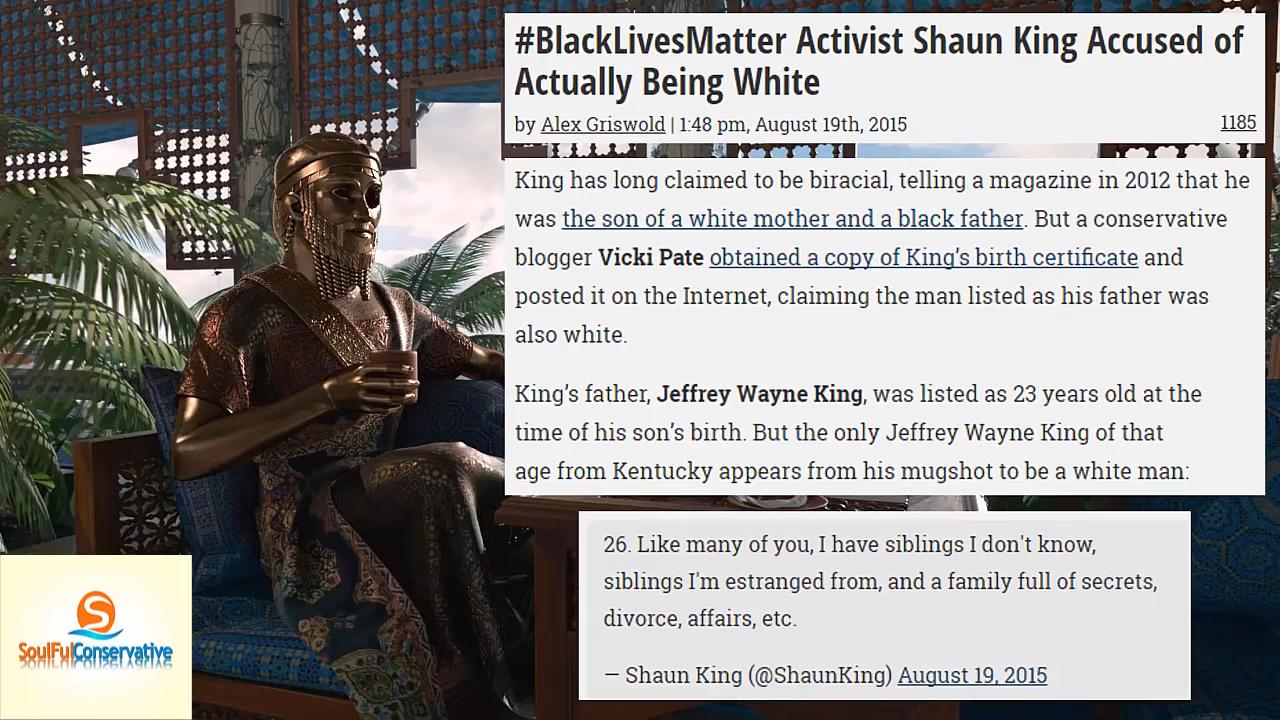 #BlackLivesMatter Activist Shaun King Accused of
Actually Being White
by Alex Griswold | 1:48 pm, August 19th, 2015
1185
King has long claimed to be biracial, telling a magazine in 2012 that he
was the son of a white mother and a black father. But a conservative
blogger Vicki Pate obtained a copy of King’s birth certificate and
posted it on the Internet, claiming the man listed as his father was
also white.
King’s father, Jeffrey Wayne King, was listed as 23 years old at the
time of his son’s birth. But the only Jeffrey Wayne King of that
age from Kentucky appears from his mugshot to be a white man:
26. Like many of you, I have siblings I don't know,
siblings I'm estranged from, and a family full of secrets,
divorce, affairs, etc.
— Shaun King (@ShaunKing) August 19, 2015
S
SoulFulConservative